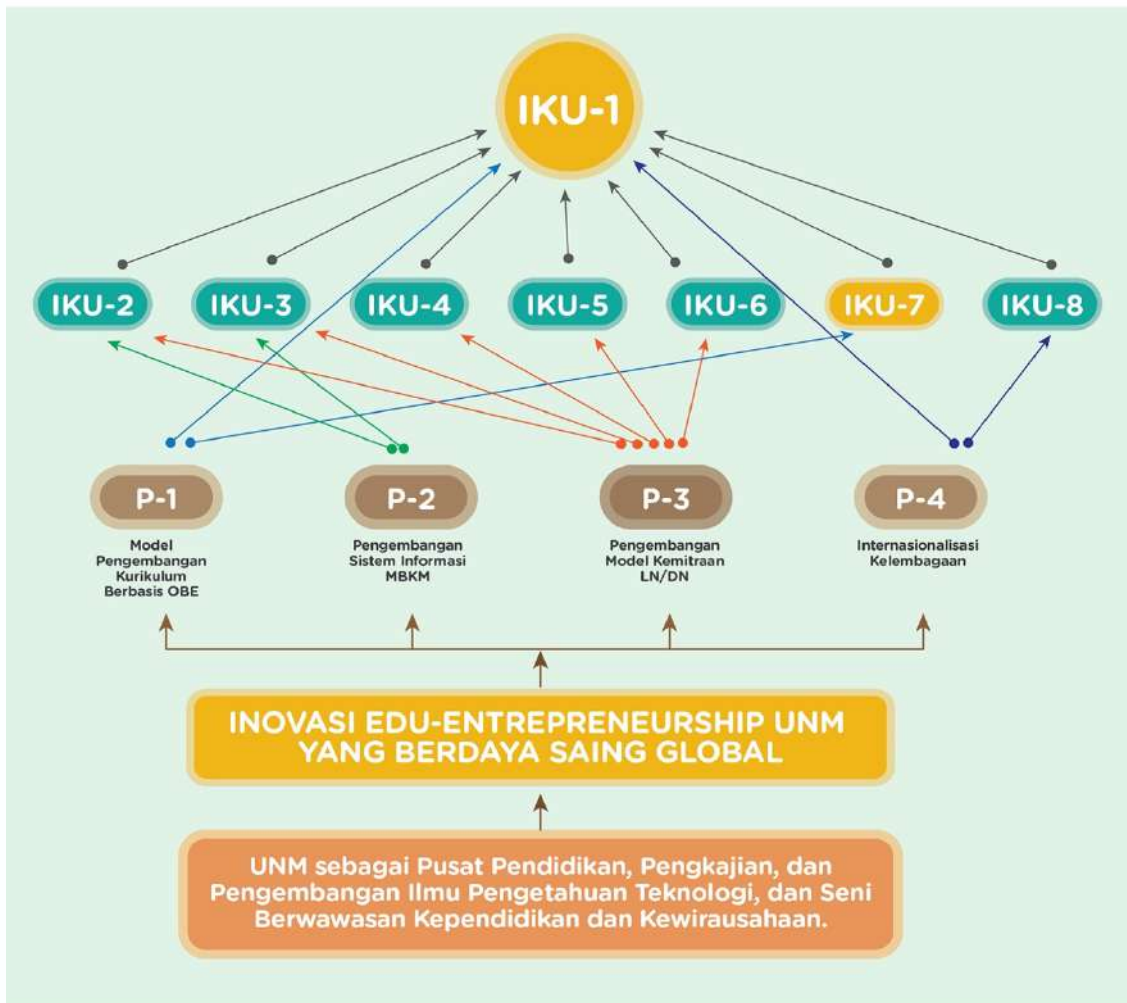 IKU-1
IKU-2
IKU-3
IKU-4
IKU-5
IKU-6
IKU-7
IKU-8
P-1
Model
Pengembangan
Kurikulum
Berbasis OBE
P-2
Pengembangan
Sistem Informasi
MBKM
P-3
Pengembangan
Model Kemitraan
LN/DN
P-4
Internasionalisasi
Kelembagaan
INOVASI EDU-ENTREPRENEURSHIP UNM
YANG BERDAYA SAING GLOBAL
UNM sebagai Pusat Pendidikan, Pengkajian, dan
Pengembangan Ilmu Pengetahuan Teknologi, dan Seni
Berwawasan Kependidikan dan Kewirausahaan.